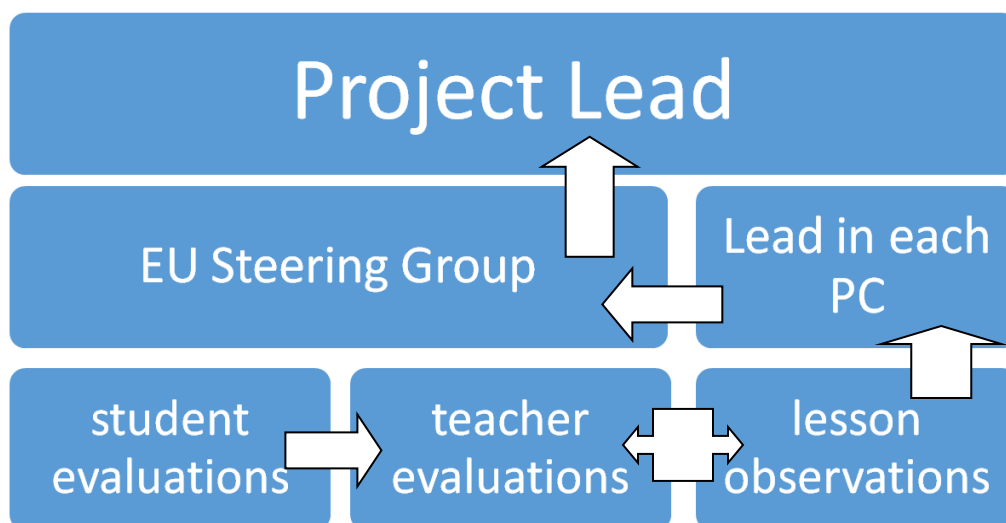 Project Lead
EU Steering Group
Lead in each
PC
student
evaluations
teacher
evaluations
lesson
observations